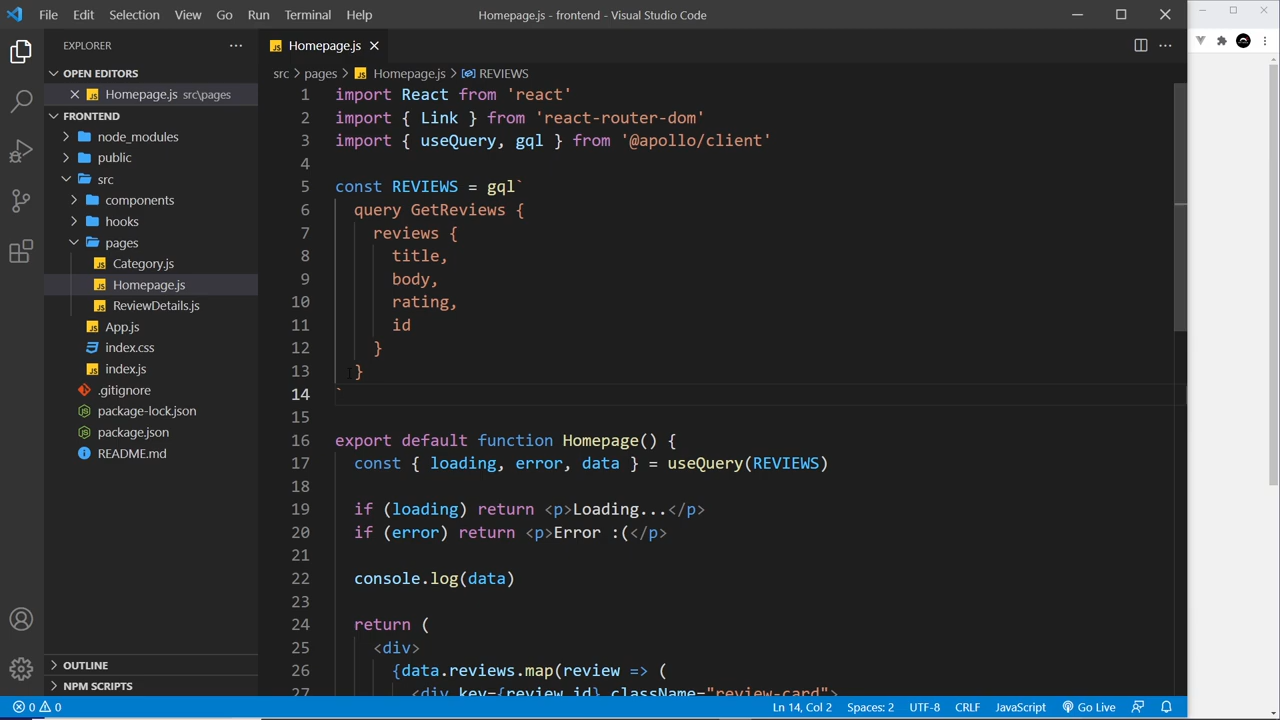 File Edit Selection View Go Run Terminal Help
Homepage.js - frontend - Visual Studio Code
EXPLORER
OPEN EDITORS
Homepage.js src\pages
FRONTEND
node_modules
public
src
components
hooks
pages
Category.js
Homepage.js
ReviewDetails.js
App.js
index.css
index.js
.gitignore
package-lock.json
package.json
README.md
OUTLINE
NPM SCRIPTS
Homepage.js
src > pages > Homepage.js > REVIEWS
1 import React from 'react'
2 import { Link } from 'react-router-dom'
3 import { useQuery, gql } from '@apollo/client'
4
5 const REVIEWS = gql`
6 query GetReviews {
7 reviews {
8 title,
9 body,
10 rating,
11 id
12 }
13 }
14 `
15
16 export default function Homepage() {
17 const { loading, error, data } = useQuery(REVIEWS)
18
19 if (loading) return <p>Loading...</p>
20 if (error) return <p>Error :(</p>
21
22 console.log(data)
23
24 return (
25 <div>
26 {data.reviews.map(review => (
27 <div key={review.id} className="review-card">
0 0
Ln 14, Col 2 Spaces: 2 UTF-8 CRLF JavaScript Go Live